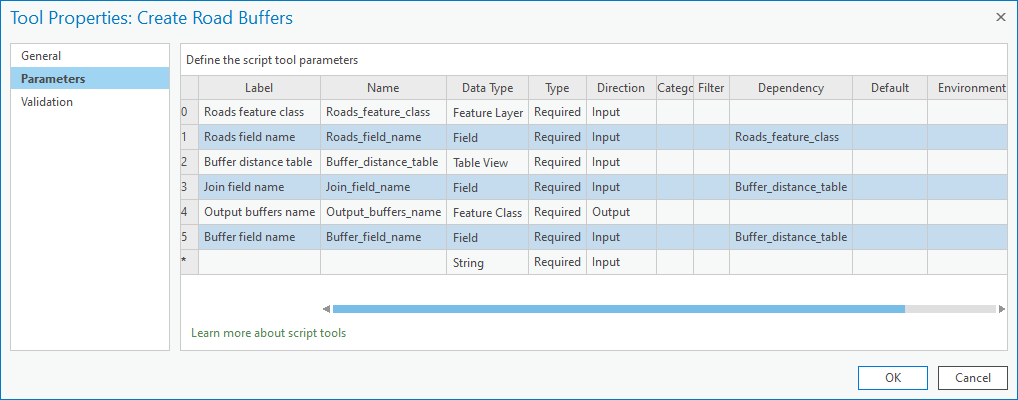 Tool Properties: Create Road Buffers ×
General
Parameters
Validation
Define the script tool parameters
Label Name Data Type Type Direction Catego Filter Dependency Default Environment
0 Roads feature class Roads_feature_class Feature Layer Required Input
1 Roads field name Roads_field_name Field Required Input Roads_feature_class
2 Buffer distance table Buffer_distance_table Table View Required Input
3 Join field name Join_field_name Field Required Input Buffer_distance_table
4 Output buffers name Output_buffers_name Feature Class Required Output
5 Buffer field name Buffer_field_name Field Required Input Buffer_distance_table
* String Required Input
Learn more about script tools
OK Cancel